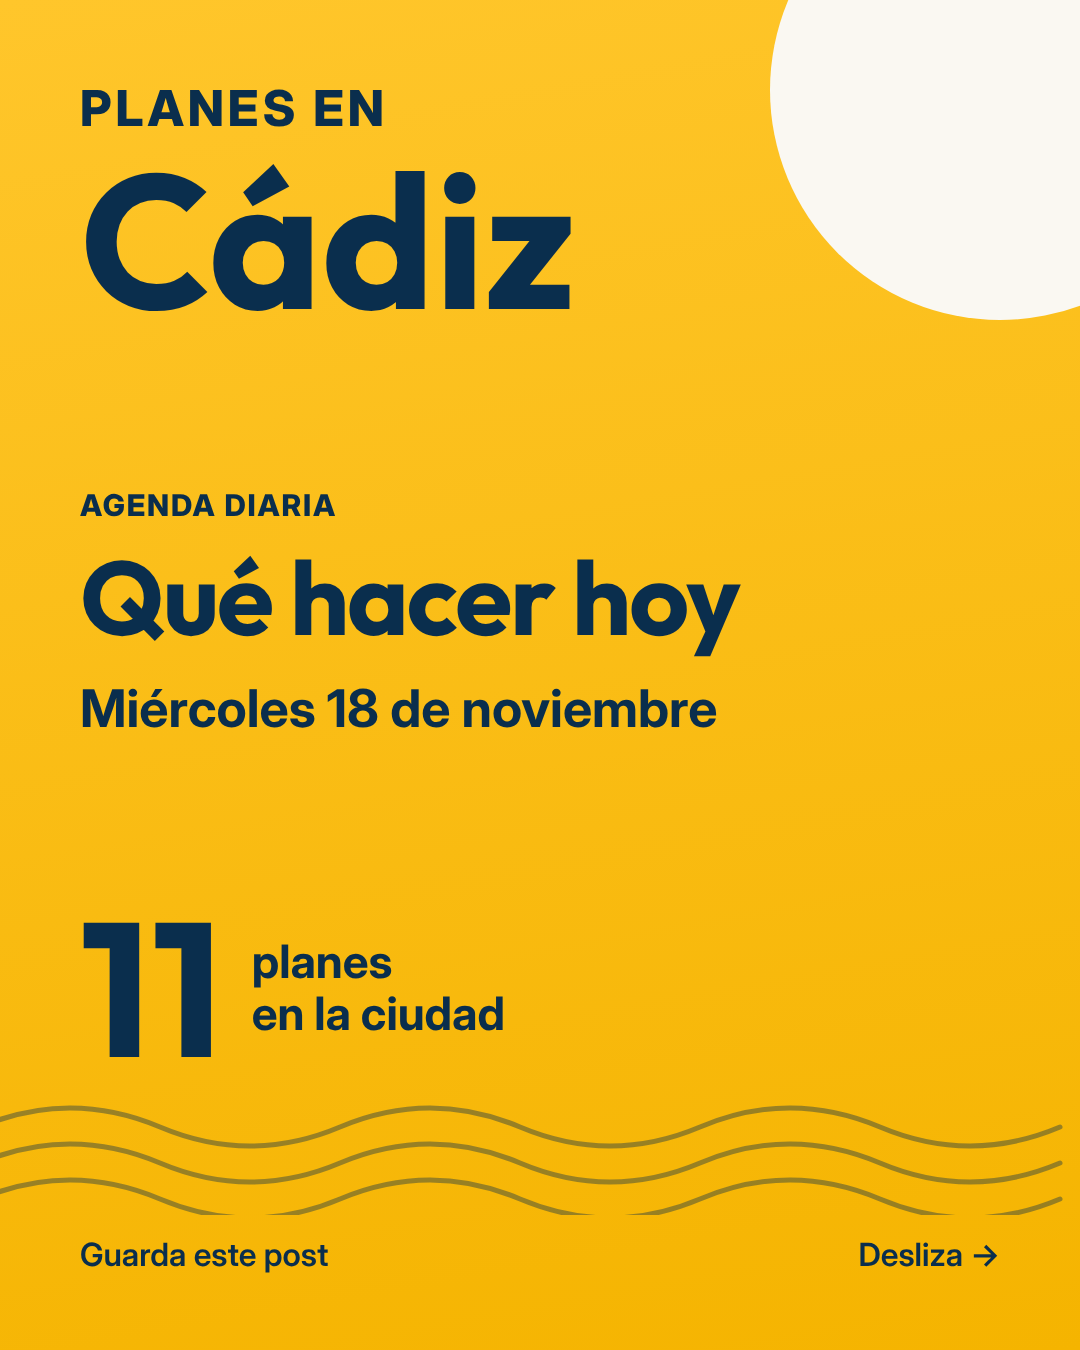 PLANES EN
Cádiz
AGENDA DIARIA
Qué hacer hoy
Miércoles 18 de noviembre
11
planes
en la ciudad
Guarda este post
Desliza →